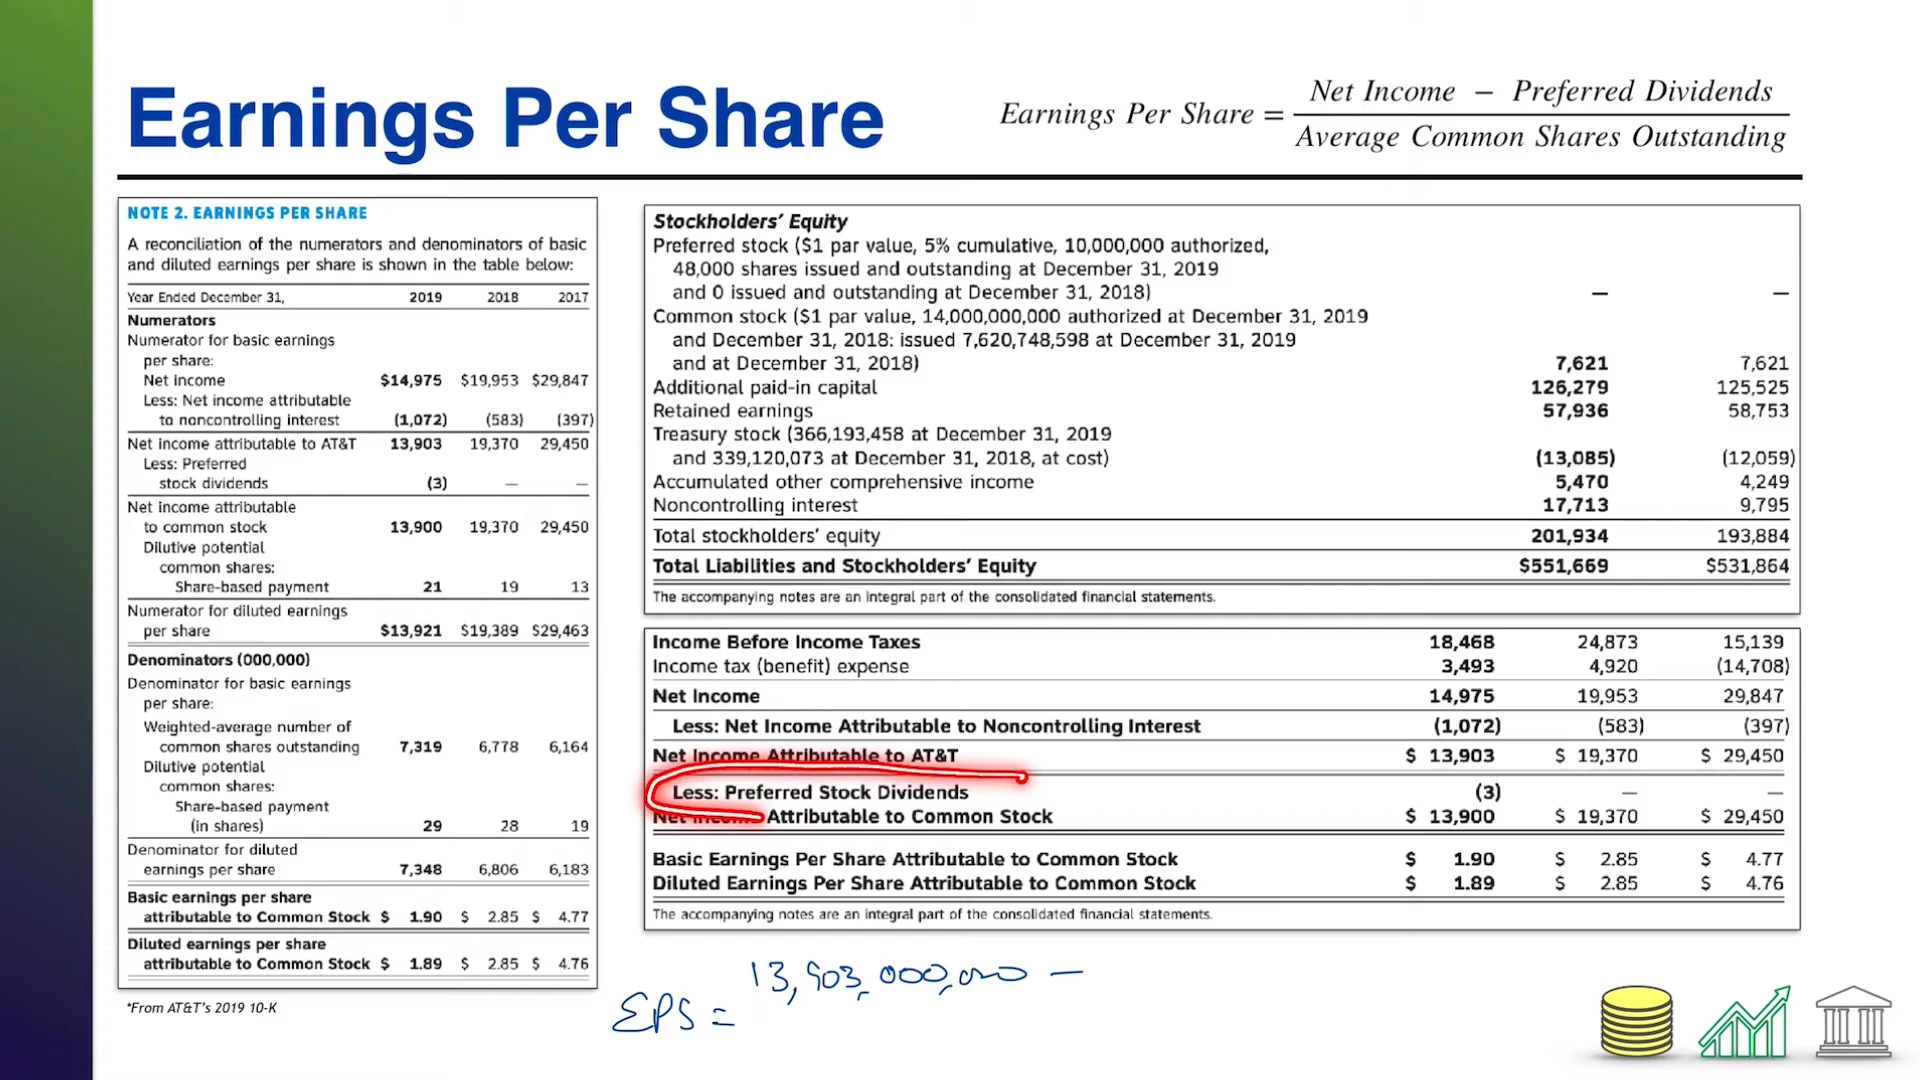 Earnings Per Share
Earnings Per Share = Net Income − Preferred Dividends
Average Common Shares Outstanding
NOTE 2. EARNINGS PER SHARE
A reconciliation of the numerators and denominators of basic
and diluted earnings per share is shown in the table below:
Year Ended December 31, 2019 2018 2017
Numerators
Numerator for basic earnings
per share:
Net income $14,975 $19,953 $29,847
Less: Net income attributable
to noncontrolling interest (1,072) (583) (397)
Net income attributable to AT&T 13,903 19,370 29,450
Less: Preferred
stock dividends (3) — —
Net income attributable
to common stock 13,900 19,370 29,450
Dilutive potential
common shares:
Share-based payment 21 19 13
Numerator for diluted earnings
per share $13,921 $19,389 $29,463
Denominators (000,000)
Denominator for basic earnings
per share:
Weighted-average number of
common shares outstanding 7,319 6,778 6,164
Dilutive potential
common shares:
Share-based payment
(in shares) 29 28 19
Denominator for diluted
earnings per share 7,348 6,806 6,183
Basic earnings per share
attributable to Common Stock $ 1.90 $ 2.85 $ 4.77
Diluted earnings per share
attributable to Common Stock $ 1.89 $ 2.85 $ 4.76
*From AT&T's 2019 10-K
Stockholders' Equity
Preferred stock ($1 par value, 5% cumulative, 10,000,000 authorized,
48,000 shares issued and outstanding at December 31, 2019
and 0 issued and outstanding at December 31, 2018) — —
Common stock ($1 par value, 14,000,000,000 authorized at December 31, 2019
and December 31, 2018: issued 7,620,748,598 at December 31, 2019
and at December 31, 2018) 7,621 7,621
Additional paid-in capital 126,279 125,525
Retained earnings 57,936 58,753
Treasury stock (366,193,458 at December 31, 2019
and 339,120,073 at December 31, 2018, at cost) (13,085) (12,059)
Accumulated other comprehensive income 5,470 4,249
Noncontrolling interest 17,713 9,795
Total stockholders' equity 201,934 193,884
Total Liabilities and Stockholders' Equity $551,669 $531,864
The accompanying notes are an integral part of the consolidated financial statements.
Income Before Income Taxes 18,468 24,873 15,139
Income tax (benefit) expense 3,493 4,920 (14,708)
Net Income 14,975 19,953 29,847
Less: Net Income Attributable to Noncontrolling Interest (1,072) (583) (397)
Net Income Attributable to AT&T $ 13,903 $ 19,370 $ 29,450
Less: Preferred Stock Dividends (3) — —
Net Income Attributable to Common Stock $ 13,900 $ 19,370 $ 29,450
Basic Earnings Per Share Attributable to Common Stock $ 1.90 $ 2.85 $ 4.77
Diluted Earnings Per Share Attributable to Common Stock $ 1.89 $ 2.85 $ 4.76
The accompanying notes are an integral part of the consolidated financial statements.
13,903,000,000 —
EPS =